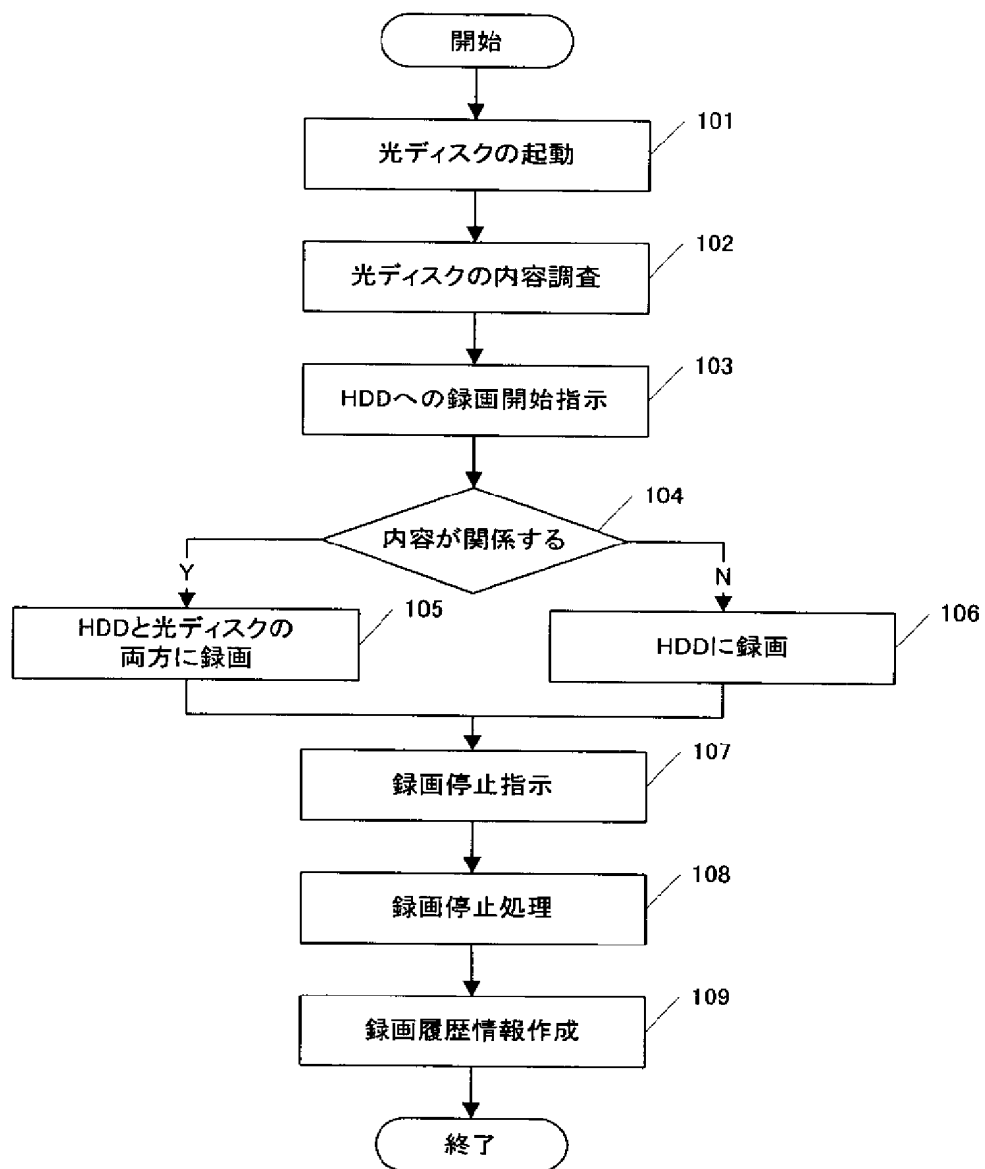 開始
101
光ディスクの起動
102
光ディスクの内容調査
103
HDDへの録画開始指示
104
内容が関係する
Y
N
105
HDDと光ディスクの
両方に録画
106
HDDに録画
107
録画停止指示
108
録画停止処理
109
録画履歴情報作成
終了